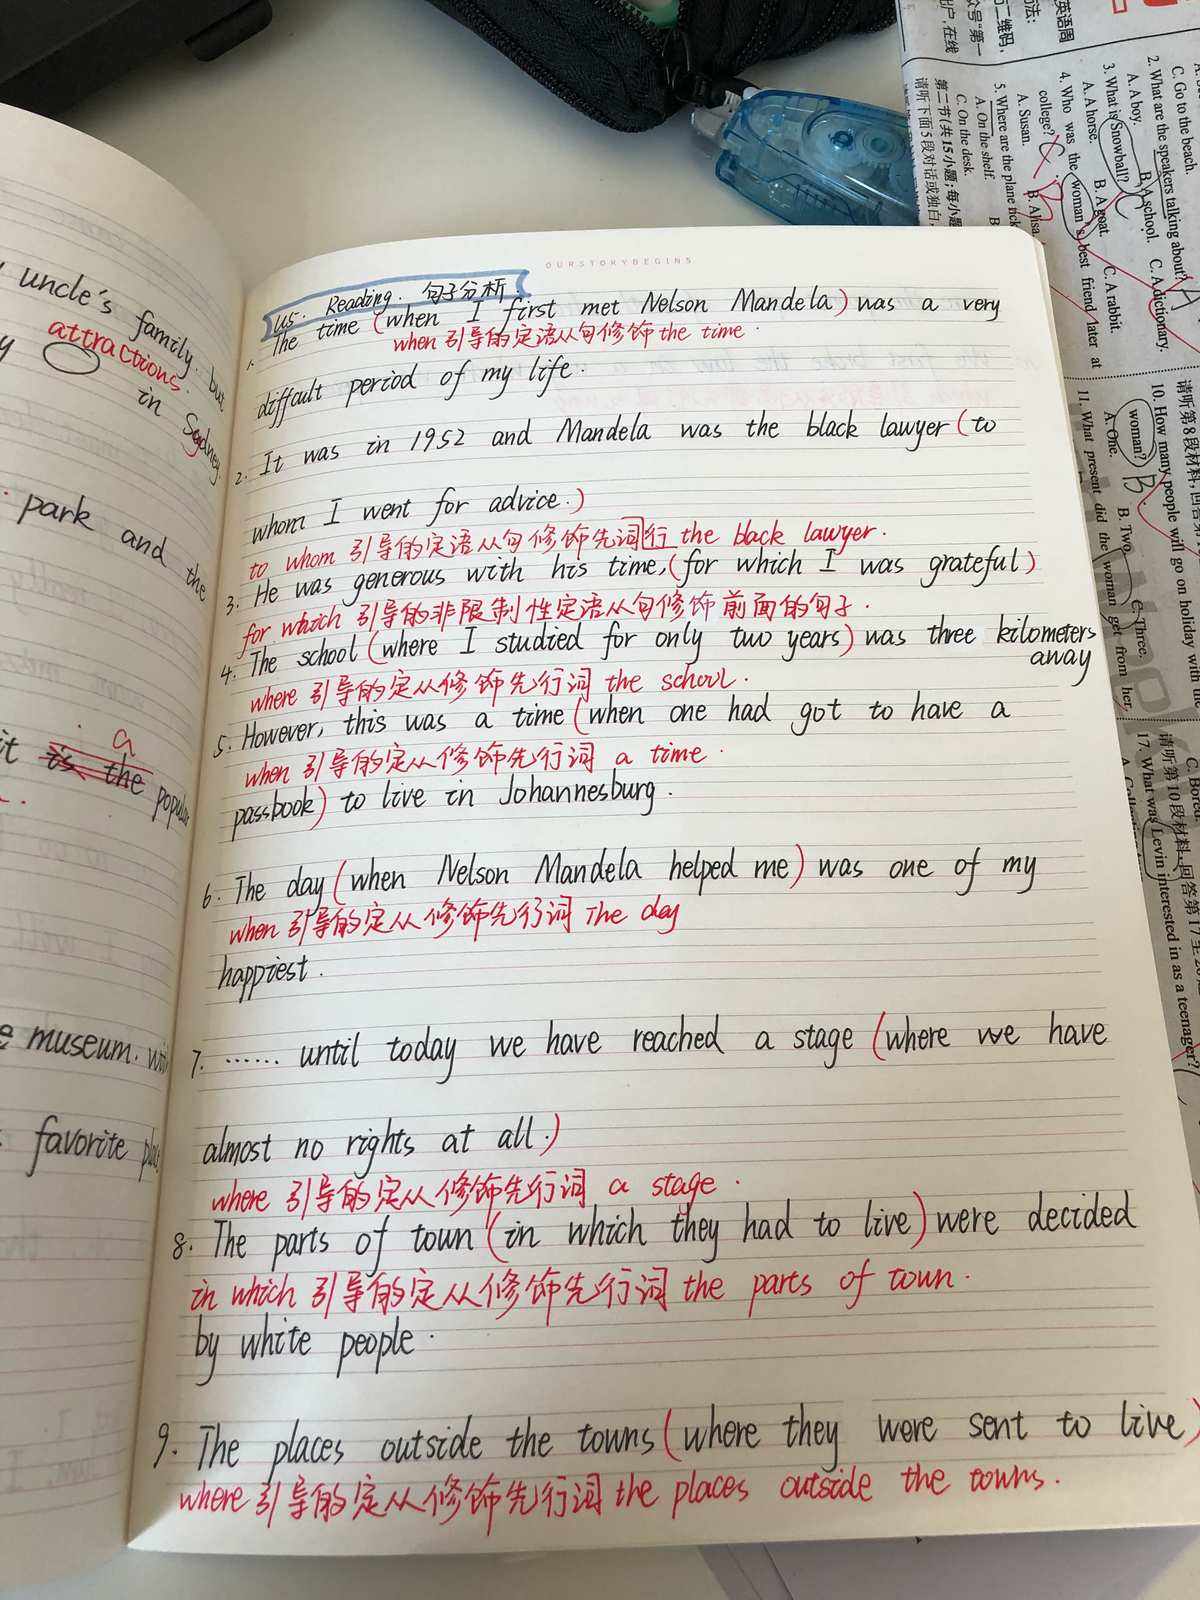 OURSTORYBEGINS
U5. Reading. 句子分析.
1. The time (when I first met Nelson Mandela) was a very
when 引导的定语从句修饰 the time.
diffcult period of my life.
2. It was in 1952 and Mandela was the black lawyer (to
whom I went for advice.)
to whom 引导的定语从句修饰先词行 the black lawyer.
3. He was generous with his time, (for which I was grateful)
for which 引导的非限制性定语从句修饰前面的句子.
4. The school (where I studied for only two years) was three kilometers
away
where 引导的定从修饰先行词 the school.
5. However, this was a time (when one had got to have a
when 引导的定从修饰先行词 a time.
passbook) to live in Johannesburg.
6. The day (when Nelson Mandela helped me) was one of my
when 引导的定从修饰先行词 The day
happiest.
7. ...... until today we have reached a stage (where we have
almost no rights at all.)
where 引导的定从修饰先行词 a stage.
8. The parts of town (in which they had to live) were decided
in which 引导的定从修饰先行词 the parts of town.
by white people.
9. The places outside the towns (where they were sent to live)
where 引导的定从修饰先行词 the places outside the towns.
uncle's family. but
attractions.
in Sydney.
park and the
it is the popular
a
museum.
favorite
C. Go to the beach.
2. What are the speakers talking about?
A. A boy. B. A school. C. A dictionary.
3. What is Snowball?
A. A horse. B. A goat. C. A rabbit.
4. Who was the woman's best friend later at
college?
A. Susan. B. Alisa.
5. Where are the plane
A. On the shelf. B
C. On the desk.
第二节(共15小题;每小
请听下面5段对话或独白,
请听第8段材料,回答
10. How many people will go on holiday with the
woman?
A. One. B. Two. C. Three.
11. What present did the woman get from her
请听第10段材料,回答第17至20
17. What was Levin interested in as a teenager?
C. Bored.